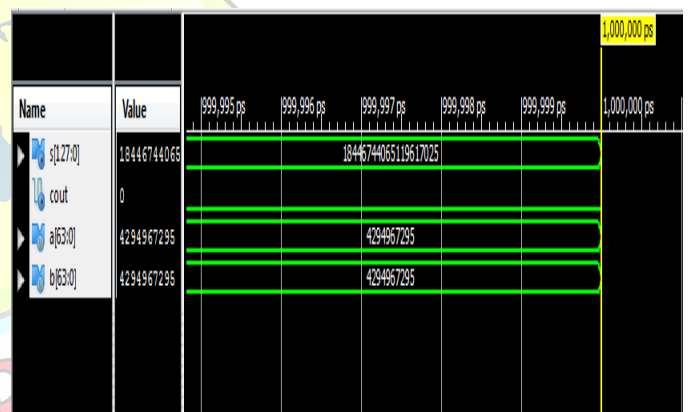 1,000,000 ps
Name
Value
999,995 ps
999,996 ps
999,997 ps
999,998 ps
999,999 ps
1,000,000 ps
s[127:0]
18446744065
18446744065119617025
cout
0
a[63:0]
4294967295
4294967295
b[63:0]
4294967295
4294967295